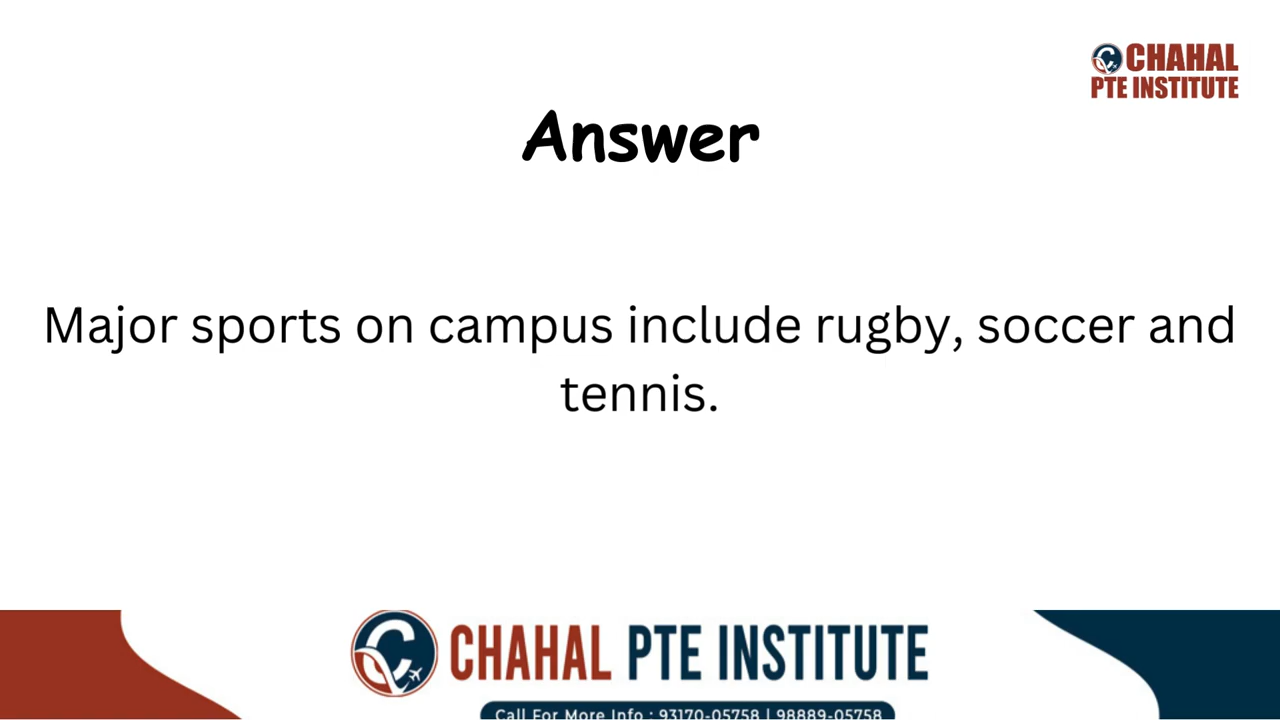 CHAHAL
PTE INSTITUTE
Answer
Major sports on campus include rugby, soccer and
tennis.
CHAHAL PTE INSTITUTE
Call For More Info : 93170-05758 | 98889-05758